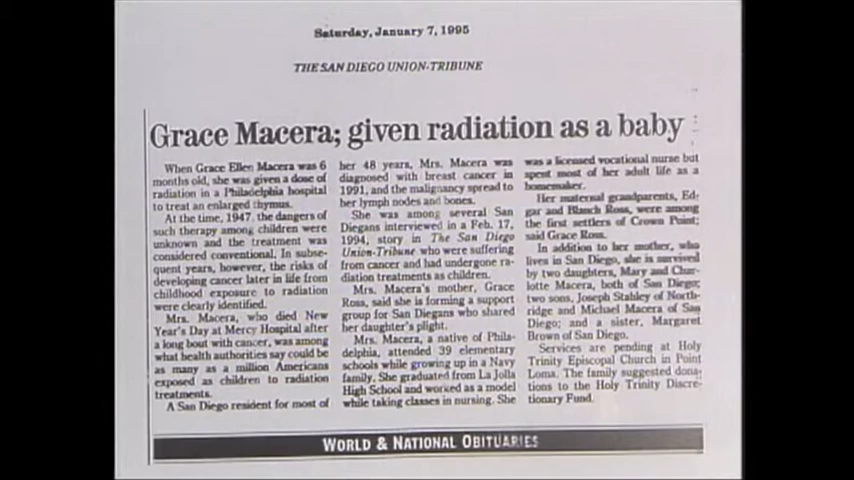 Saturday, January 7, 1995
THE SAN DIEGO UNION-TRIBUNE
Grace Macera; given radiation as a baby
When Grace Ellen Macera was 6
months old, she was given a dose of
radiation in a Philadelphia hospital
to treat an enlarged thymus.
At the time, 1947, the dangers of
such therapy among children were
unknown and the treatment was
considered conventional. In subse-
quent years, however, the risks of
developing cancer later in life from
childhood exposure to radiation
were clearly identified.
Mrs. Macera, who died New
Year's Day at Mercy Hospital after
a long bout with cancer, was among
what health authorities say could be
as many as a million Americans
exposed as children to radiation
treatments.
A San Diego resident for most of
her 48 years, Mrs. Macera was
diagnosed with breast cancer in
1991, and the malignancy spread to
her lymph nodes and bones.
She was among several San
Diegans interviewed in a Feb. 17,
1994, story in The San Diego
Union-Tribune who were suffering
from cancer and had undergone ra-
diation treatments as children.
Mrs. Macera's mother, Grace
Ross, said she is forming a support
group for San Diegans who shared
her daughter's plight.
Mrs. Macera, a native of Phila-
delphia, attended 39 elementary
schools while growing up in a Navy
family. She graduated from La Jolla
High School and worked as a model
while taking classes in nursing. She
was a licensed vocational nurse but
spent most of her adult life as a
homemaker.
Her maternal grandparents, Ed-
gar and Blanch Ross, were among
the first settlers of Crown Point,
said Grace Ross.
In addition to her mother, who
lives in San Diego, she is survived
by two daughters, Mary and Char-
lotte Macera, both of San Diego;
two sons, Joseph Stahley of North-
ridge and Michael Macera of San
Diego; and a sister, Margaret
Brown of San Diego.
Services are pending at Holy
Trinity Episcopal Church in Point
Loma. The family suggested dona-
tions to the Holy Trinity Discre-
tionary Fund.
WORLD & NATIONAL OBITUARIES